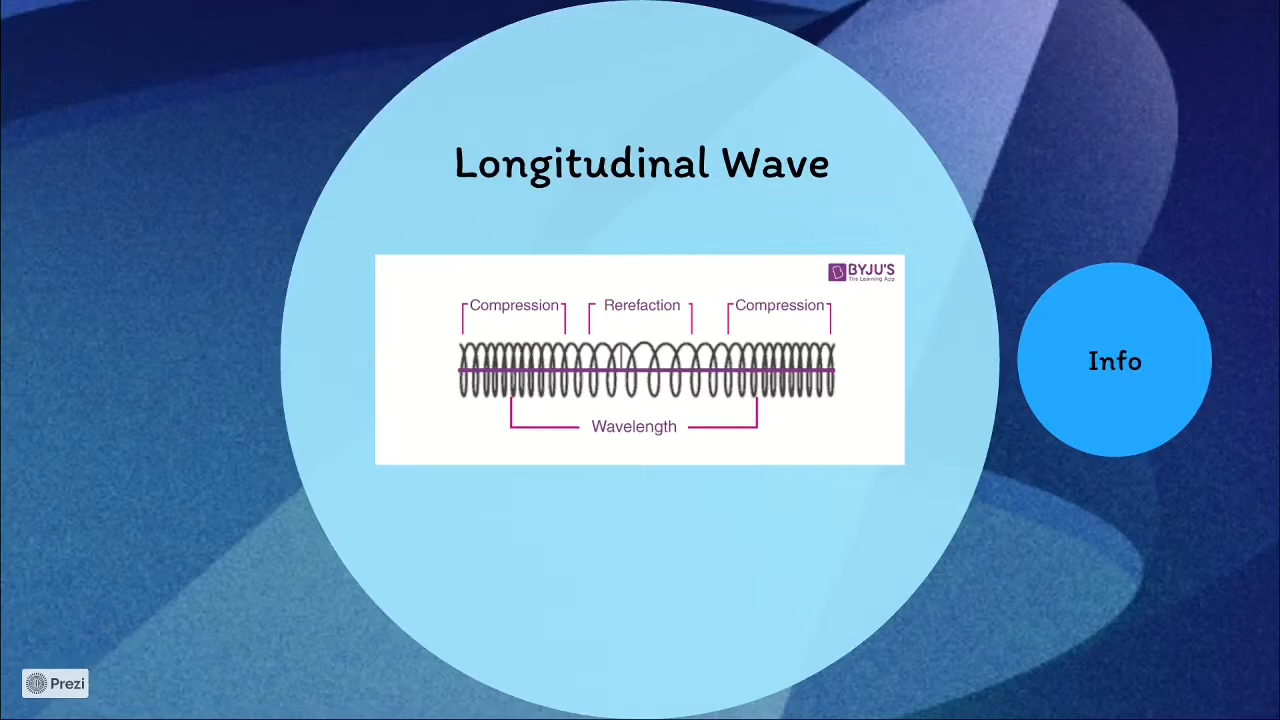 Longitudinal Wave
BYJU'S
The Learning App
Compression
Rerefaction
Compression
Wavelength
Info
Prezi